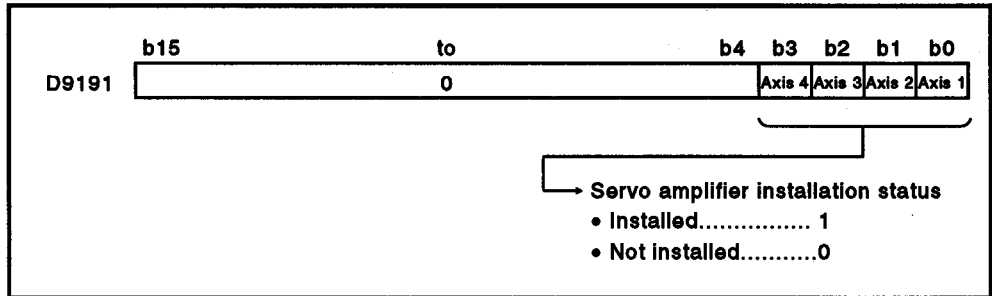 b15 to b4 b3 b2 b1 b0
D9191 0 Axis 4 Axis 3 Axis 2 Axis 1
Servo amplifier installation status
• Installed................ 1
• Not installed...........0